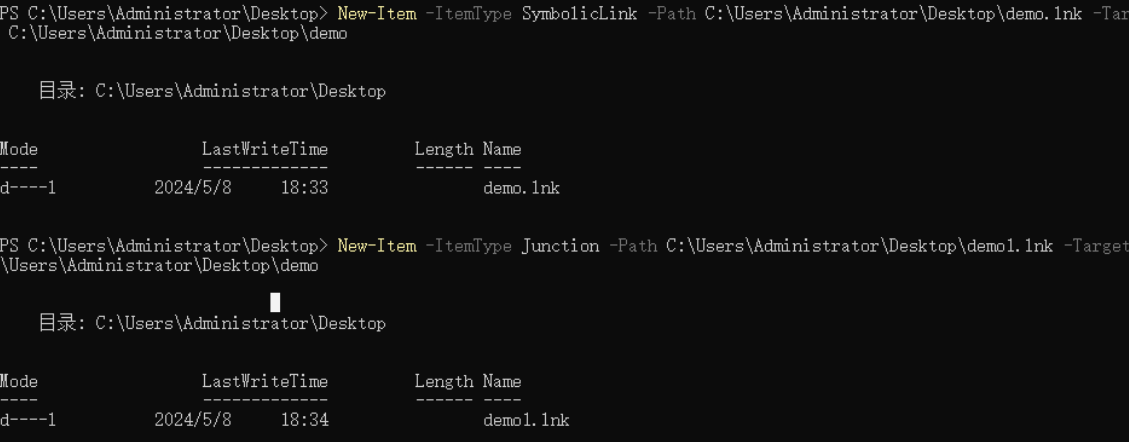 PS C:\Users\Administrator\Desktop> New-Item -ItemType SymbolicLink -Path C:\Users\Administrator\Desktop\demo.lnk -Tar
C:\Users\Administrator\Desktop\demo
目录: C:\Users\Administrator\Desktop
Mode LastWriteTime Length Name
---- ------------- ------ ----
d----l 2024/5/8 18:33 demo.lnk
PS C:\Users\Administrator\Desktop> New-Item -ItemType Junction -Path C:\Users\Administrator\Desktop\demo1.lnk -Target
\Users\Administrator\Desktop\demo
目录: C:\Users\Administrator\Desktop
Mode LastWriteTime Length Name
---- ------------- ------ ----
d----l 2024/5/8 18:34 demo1.lnk